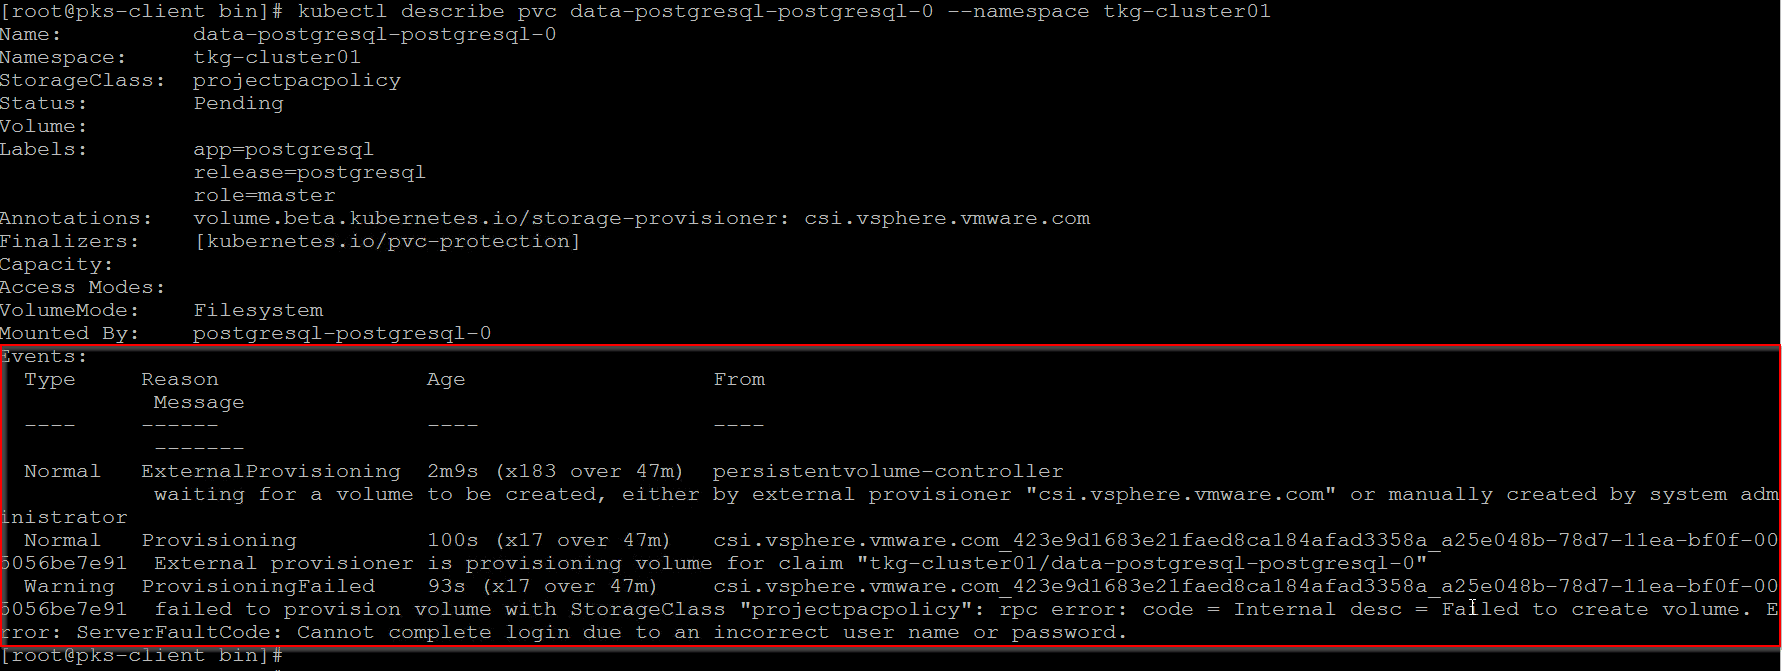 [root@pks-client bin]# kubectl describe pvc data-postgresql-postgresql-0 --namespace tkg-cluster01
Name:          data-postgresql-postgresql-0
Namespace:     tkg-cluster01
StorageClass:  projectpacpolicy
Status:        Pending
Volume:
Labels:        app=postgresql
               release=postgresql
               role=master
Annotations:   volume.beta.kubernetes.io/storage-provisioner: csi.vsphere.vmware.com
Finalizers:    [kubernetes.io/pvc-protection]
Capacity:
Access Modes:
VolumeMode:    Filesystem
Mounted By:    postgresql-postgresql-0
Events:
  Type     Reason                Age                   From
            Message
  ----     ------                ----                  ----
            -------
  Normal   ExternalProvisioning  2m9s (x183 over 47m)  persistentvolume-controller
            waiting for a volume to be created, either by external provisioner "csi.vsphere.vmware.com" or manually created by system adm
inistrator
  Normal   Provisioning          100s (x17 over 47m)   csi.vsphere.vmware.com_423e9d1683e21faed8ca184afad3358a_a25e048b-78d7-11ea-bf0f-00
5056be7e91  External provisioner is provisioning volume for claim "tkg-cluster01/data-postgresql-postgresql-0"
  Warning  ProvisioningFailed    93s (x17 over 47m)    csi.vsphere.vmware.com_423e9d1683e21faed8ca184afad3358a_a25e048b-78d7-11ea-bf0f-00
5056be7e91  failed to provision volume with StorageClass "projectpacpolicy": rpc error: code = Internal desc = Failed to create volume. E
rror: ServerFaultCode: Cannot complete login due to an incorrect user name or password.
[root@pks-client bin]#